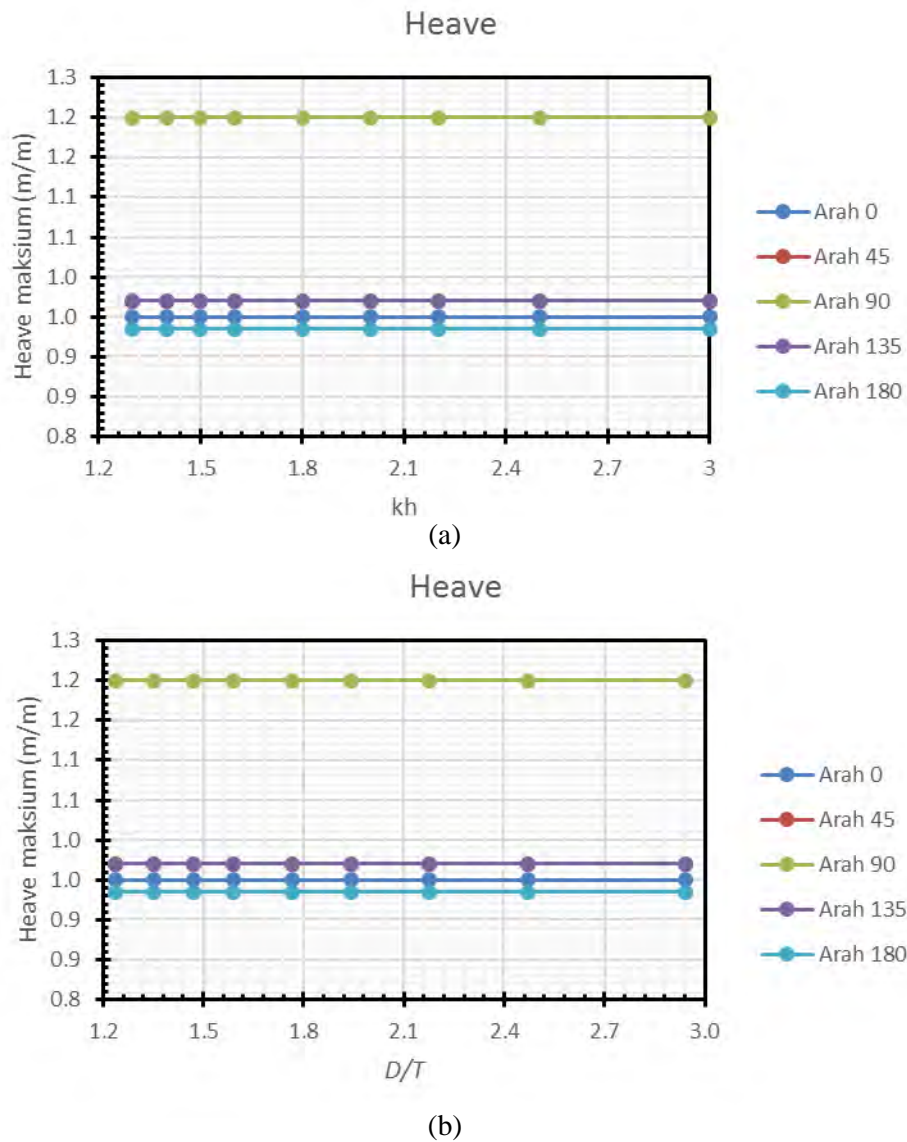 Heave
Heave maksium (m/m)
1.3
1.2
1.2
1.1
1.1
1.0
1.0
0.9
0.9
0.8
1.2 1.5 1.8 2.1 2.4 2.7 3
kh
Arah 0
Arah 45
Arah 90
Arah 135
Arah 180
(a)
Heave
Heave maksium (m/m)
1.3
1.2
1.2
1.1
1.1
1.0
1.0
0.9
0.9
0.8
1.2 1.5 1.8 2.1 2.4 2.7 3.0
D/T
Arah 0
Arah 45
Arah 90
Arah 135
Arah 180
(b)